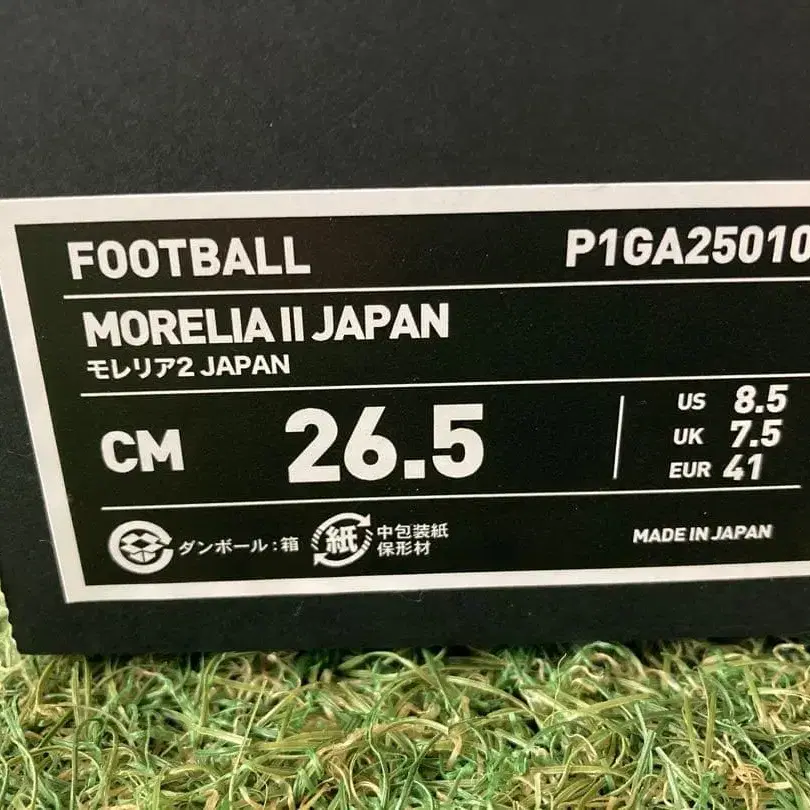 FOOTBALL P1GA25010
MORELIA II JAPAN
モレリア2 JAPAN
CM 26.5
US 8.5
UK 7.5
EUR 41
ダンボール:箱
紙
中包装紙
保形材
MADE IN JAPAN